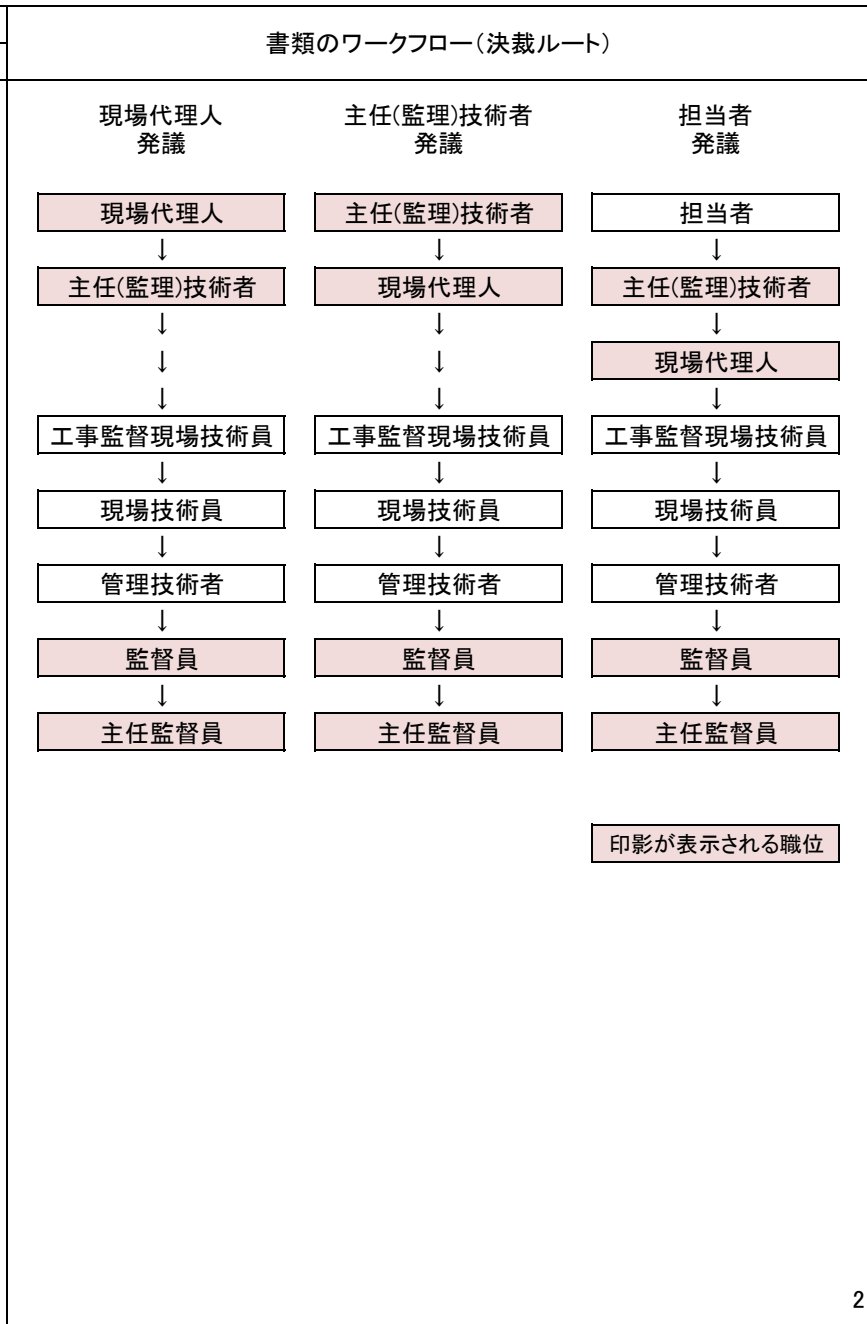 書類のワークフロー（決裁ルート）
現場代理人
発議
主任(監理)技術者
発議
担当者
発議
現場代理人
↓
主任(監理)技術者
↓
↓
↓
工事監督現場技術員
↓
現場技術員
↓
管理技術者
↓
監督員
↓
主任監督員
主任(監理)技術者
↓
現場代理人
↓
↓
↓
工事監督現場技術員
↓
現場技術員
↓
管理技術者
↓
監督員
↓
主任監督員
担当者
↓
主任(監理)技術者
↓
現場代理人
↓
工事監督現場技術員
↓
現場技術員
↓
管理技術者
↓
監督員
↓
主任監督員
印影が表示される職位
2